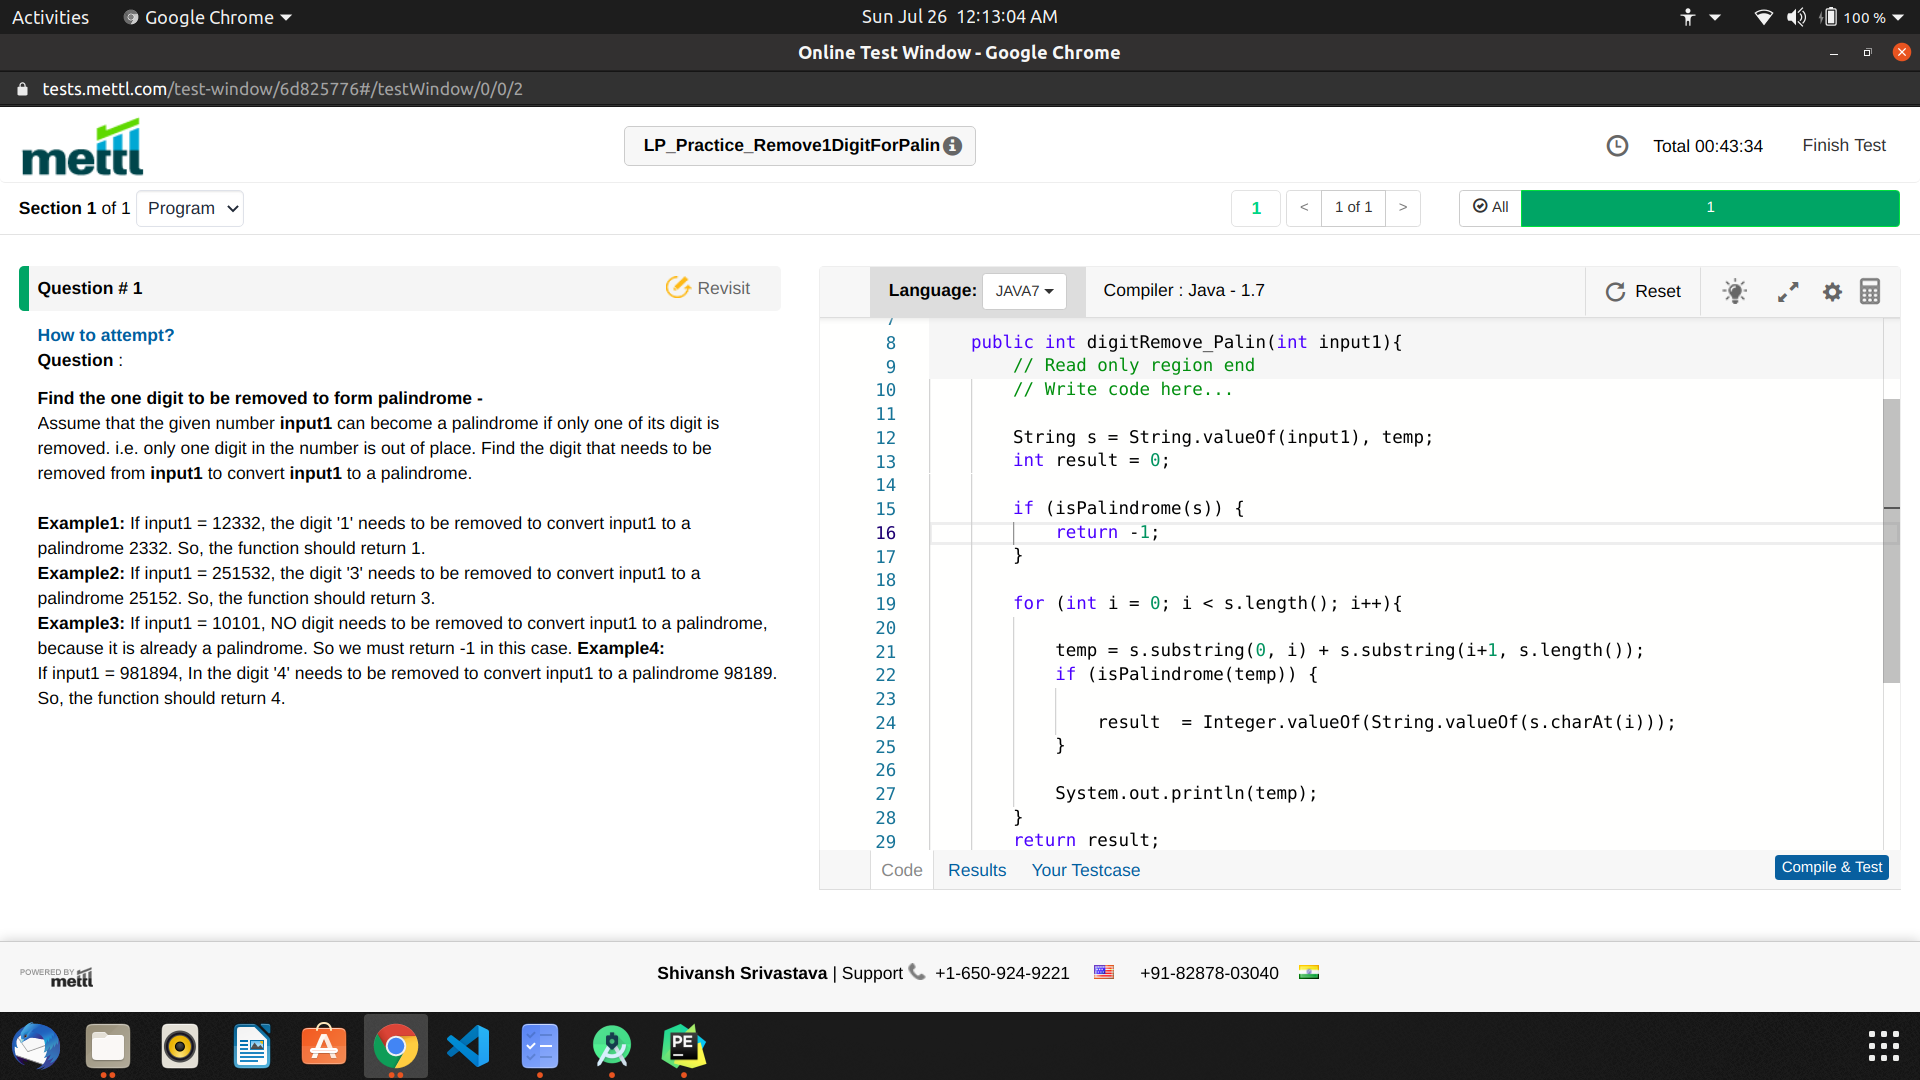 Activities
Google Chrome
Sun Jul 26 12:13:04 AM
100 %
Online Test Window - Google Chrome
tests.mettl.com/test-window/6d825776#/testWindow/0/0/2
mettl
LP_Practice_Remove1DigitForPalin
Total 00:43:34
Finish Test
Section 1 of 1
Program
1
<
1 of 1
>
All
1
Question # 1
Revisit
How to attempt?
Question :
Find the one digit to be removed to form palindrome -
Assume that the given number input1 can become a palindrome if only one of its digit is
removed. i.e. only one digit in the number is out of place. Find the digit that needs to be
removed from input1 to convert input1 to a palindrome.
Example1: If input1 = 12332, the digit '1' needs to be removed to convert input1 to a
palindrome 2332. So, the function should return 1.
Example2: If input1 = 251532, the digit '3' needs to be removed to convert input1 to a
palindrome 25152. So, the function should return 3.
Example3: If input1 = 10101, NO digit needs to be removed to convert input1 to a palindrome,
because it is already a palindrome. So we must return -1 in this case. Example4:
If input1 = 981894, In the digit '4' needs to be removed to convert input1 to a palindrome 98189.
So, the function should return 4.
Language: JAVA7
Compiler : Java - 1.7
Reset
7
8 public int digitRemove_Palin(int input1){
9 // Read only region end
10 // Write code here...
11
12 String s = String.valueOf(input1), temp;
13 int result = 0;
14
15 if (isPalindrome(s)) {
16 return -1;
17 }
18
19 for (int i = 0; i < s.length(); i++){
20
21 temp = s.substring(0, i) + s.substring(i+1, s.length());
22 if (isPalindrome(temp)) {
23
24 result  = Integer.valueOf(String.valueOf(s.charAt(i)));
25 }
26
27 System.out.println(temp);
28 }
29 return result;
Code
Results
Your Testcase
Compile & Test
POWERED BY mettl
Shivansh Srivastava | Support +1-650-924-9221 +91-82878-03040
PE